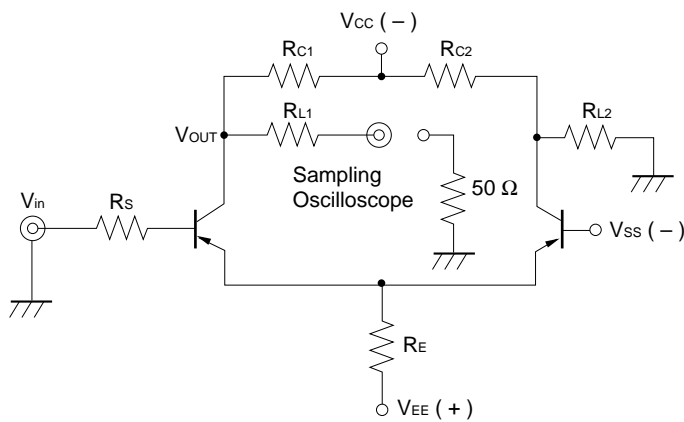 VCC ( − )
RC1
RC2
RL1
RL2
VOUT
Sampling
Oscilloscope
50 Ω
Vin
RS
VSS ( − )
RE
VEE ( + )